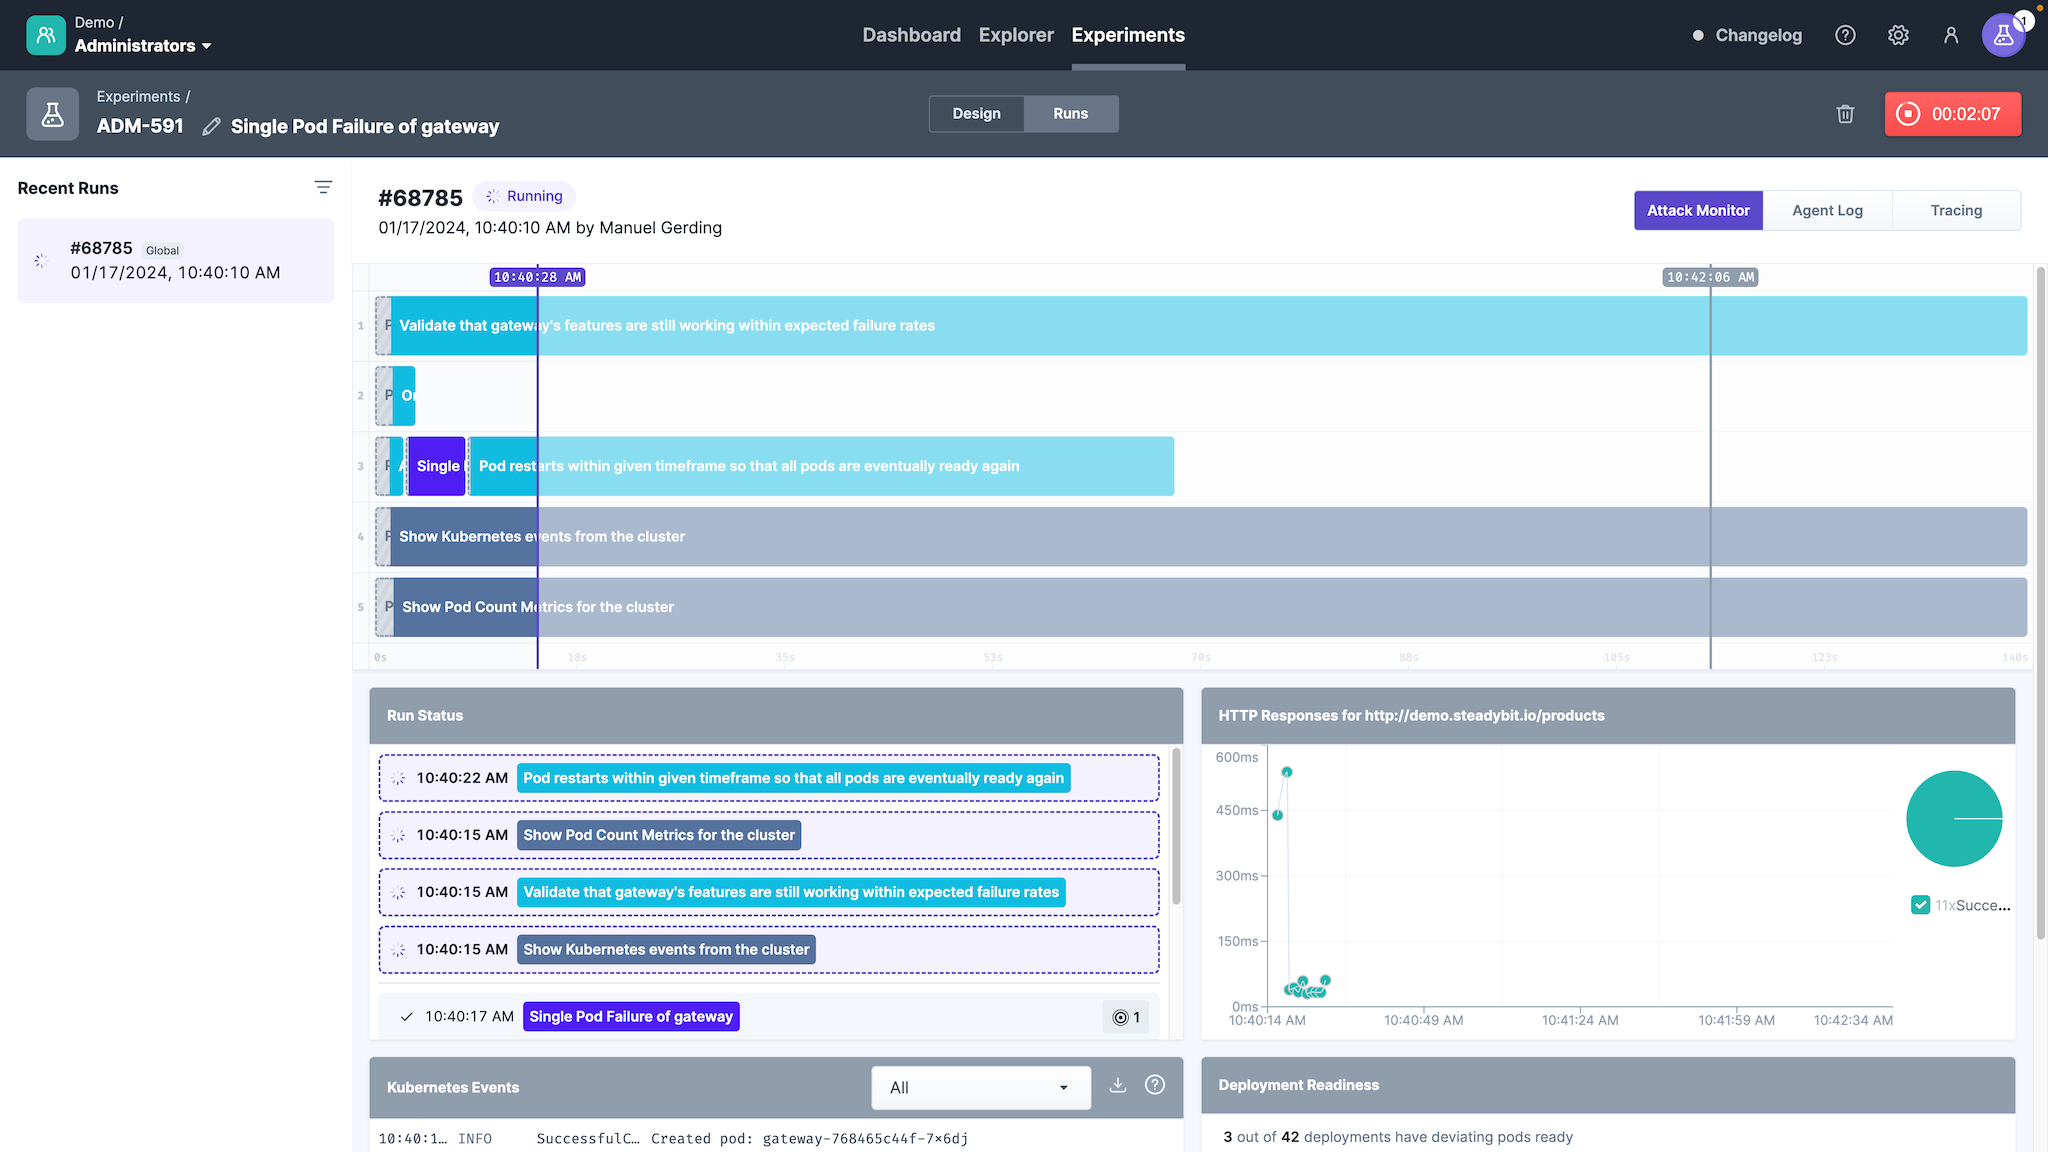 Demo /
Administrators
Dashboard Explorer Experiments
Changelog
1
Experiments /
ADM-591 Single Pod Failure of gateway
Design Runs
00:02:07
Recent Runs
#68785 Global
01/17/2024, 10:40:10 AM
#68785 Running
01/17/2024, 10:40:10 AM by Manuel Gerding
Attack Monitor Agent Log Tracing
10:40:28 AM 10:42:06 AM
1 P Validate that gateway's features are still working within expected failure rates
2 P
3 P Single Pod restarts within given timeframe so that all pods are eventually ready again
4 P Show Kubernetes events from the cluster
5 P Show Pod Count Metrics for the cluster
0s 18s 35s 53s 70s 88s 105s 123s 140s
Run Status
10:40:22 AM Pod restarts within given timeframe so that all pods are eventually ready again
10:40:15 AM Show Pod Count Metrics for the cluster
10:40:15 AM Validate that gateway's features are still working within expected failure rates
10:40:15 AM Show Kubernetes events from the cluster
10:40:17 AM Single Pod Failure of gateway 1
HTTP Responses for http://demo.steadybit.io/products
600ms
450ms
300ms
150ms
0ms
10:40:14 AM 10:40:49 AM 11:41:24 AM 10:41:59 AM 10:42:34 AM
11xSucce...
Kubernetes Events All
10:40:1… INFO SuccessfulC… Created pod: gateway-768465c44f-7×6dj
Deployment Readiness
3 out of 42 deployments have deviating pods ready